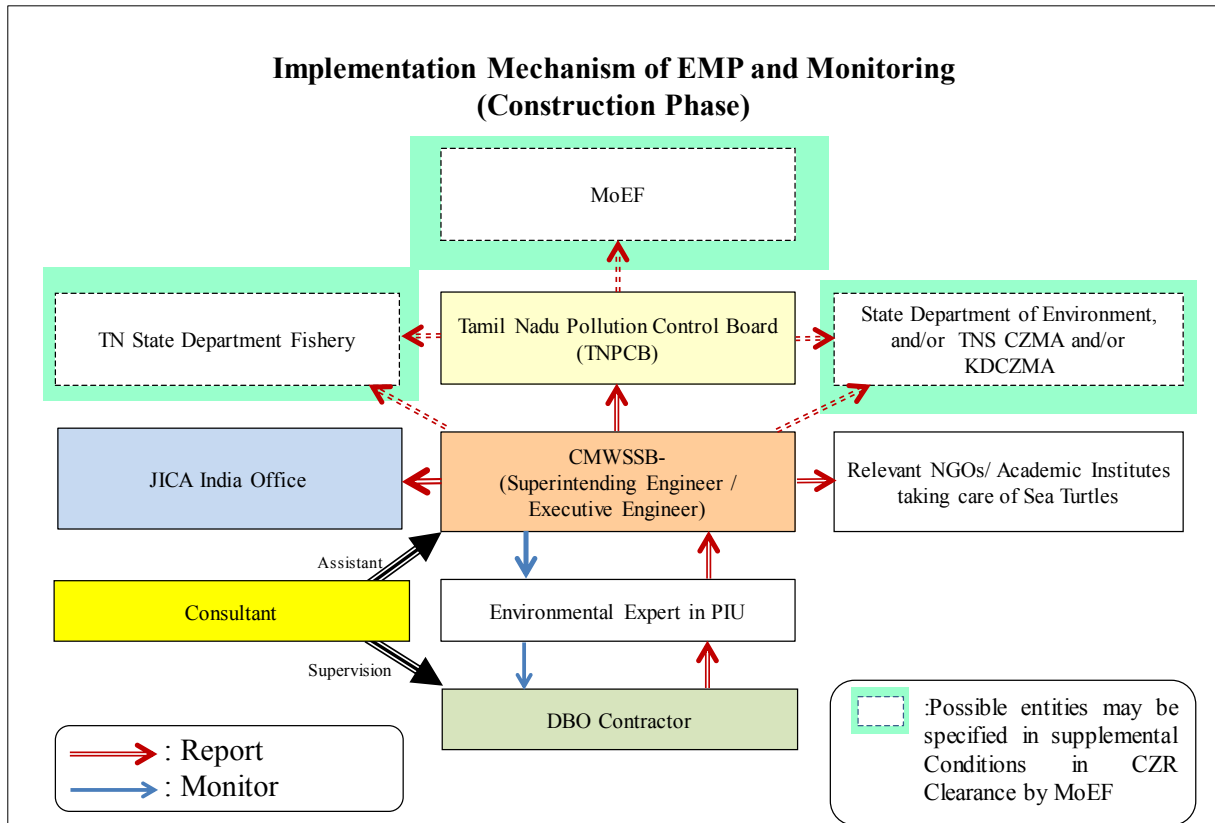 Implementation Mechanism of EMP and Monitoring
(Construction Phase)
MoEF
TN State Department Fishery
Tamil Nadu Pollution Control Board
(TNPCB)
State Department of Environment,
and/or TNS CZMA and/or
KDCZMA
JICA India Office
CMWSSB-
(Superintending Engineer /
Executive Engineer)
Relevant NGOs/ Academic Institutes
taking care of Sea Turtles
Assistant
Consultant
Environmental Expert in PIU
Supervision
DBO Contractor
: Report
: Monitor
:Possible entities may be
specified in supplemental
Conditions in CZR
Clearance by MoEF